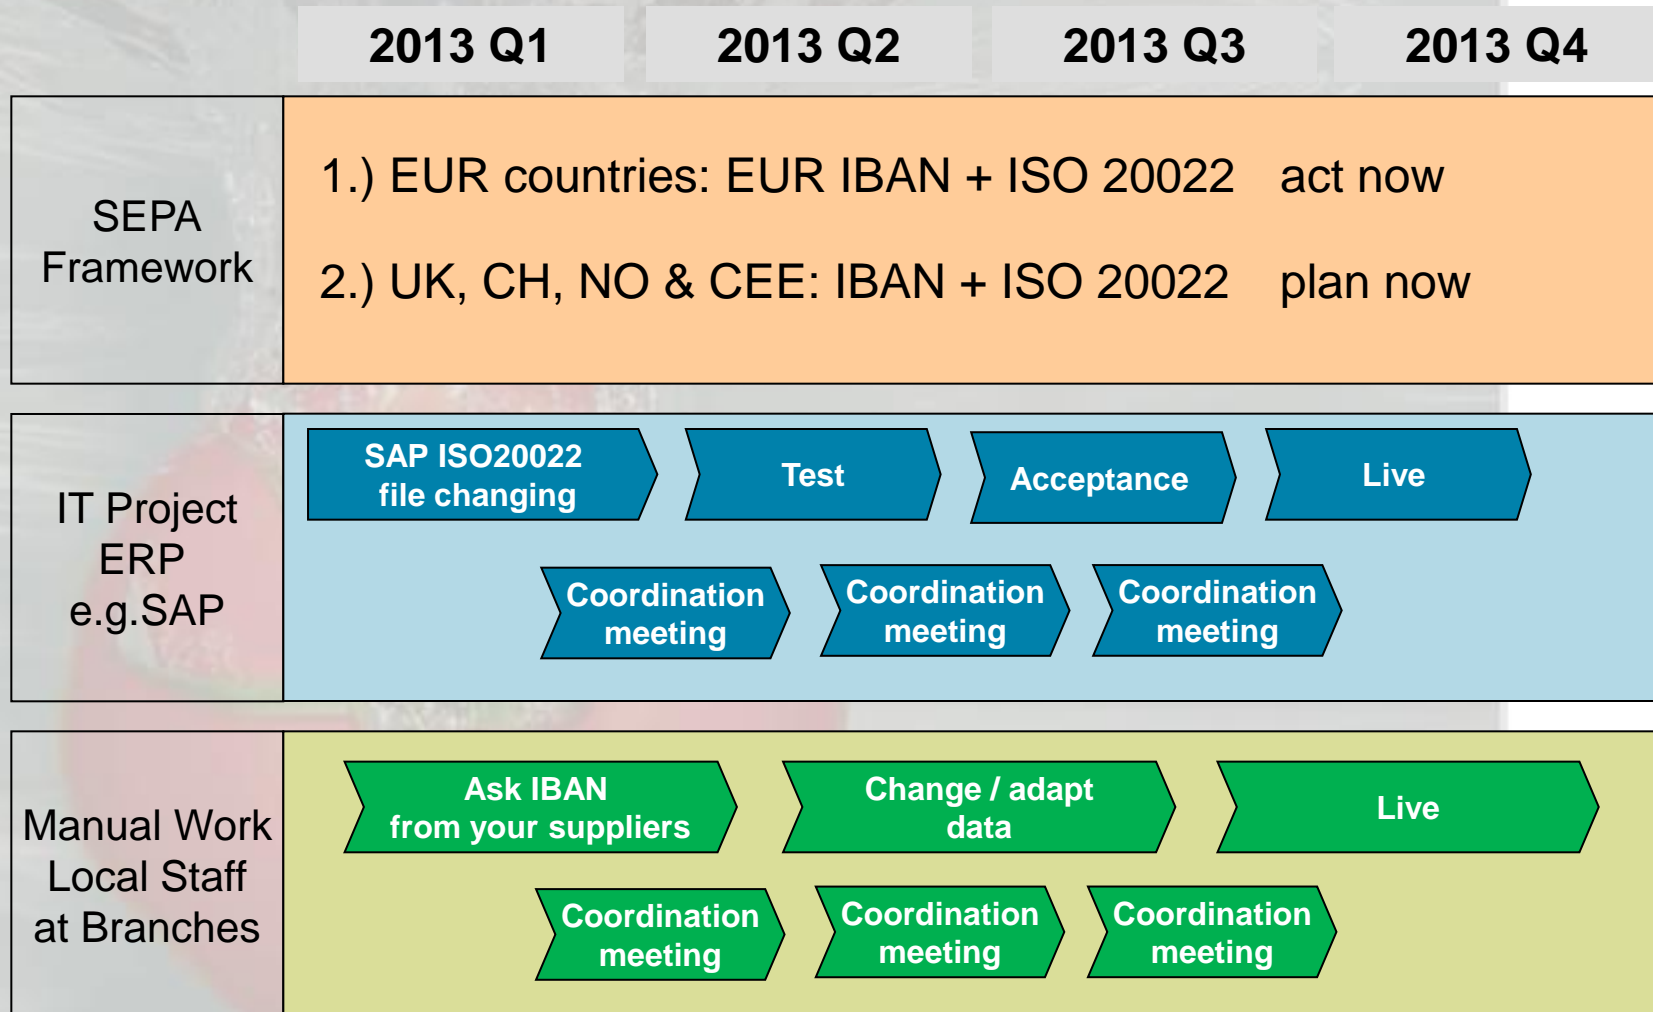 2013 Q1
2013 Q2
2013 Q3
2013 Q4
SEPA
Framework
1.) EUR countries: EUR IBAN + ISO 20022 act now
2.) UK, CH, NO & CEE: IBAN + ISO 20022 plan now
IT Project
ERP
e.g.SAP
SAP ISO20022
file changing
Test
Acceptance
Live
Coordination
meeting
Coordination
meeting
Coordination
meeting
Manual Work
Local Staff
at Branches
Ask IBAN
from your suppliers
Change / adapt
data
Live
Coordination
meeting
Coordination
meeting
Coordination
meeting